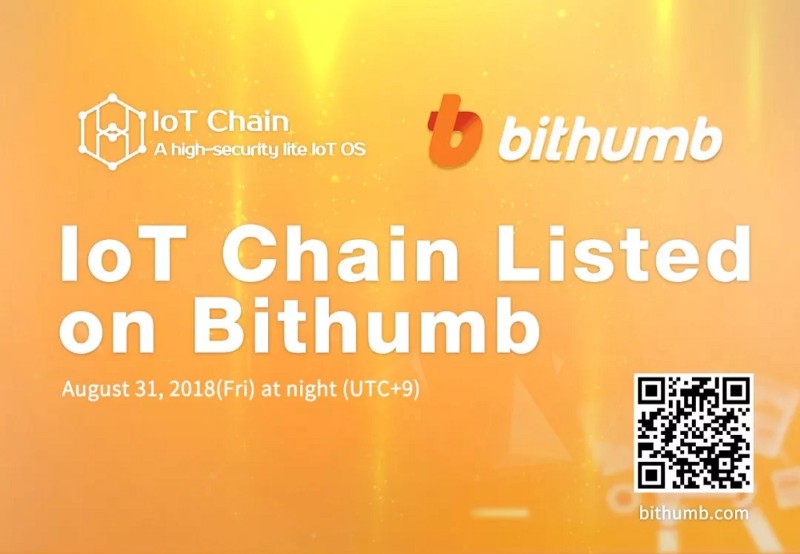 IoT Chain
A high-security lite IoT OS
bithumb
IoT Chain Listed
on Bithumb
August 31, 2018(Fri) at night (UTC+9)
bithumb.com